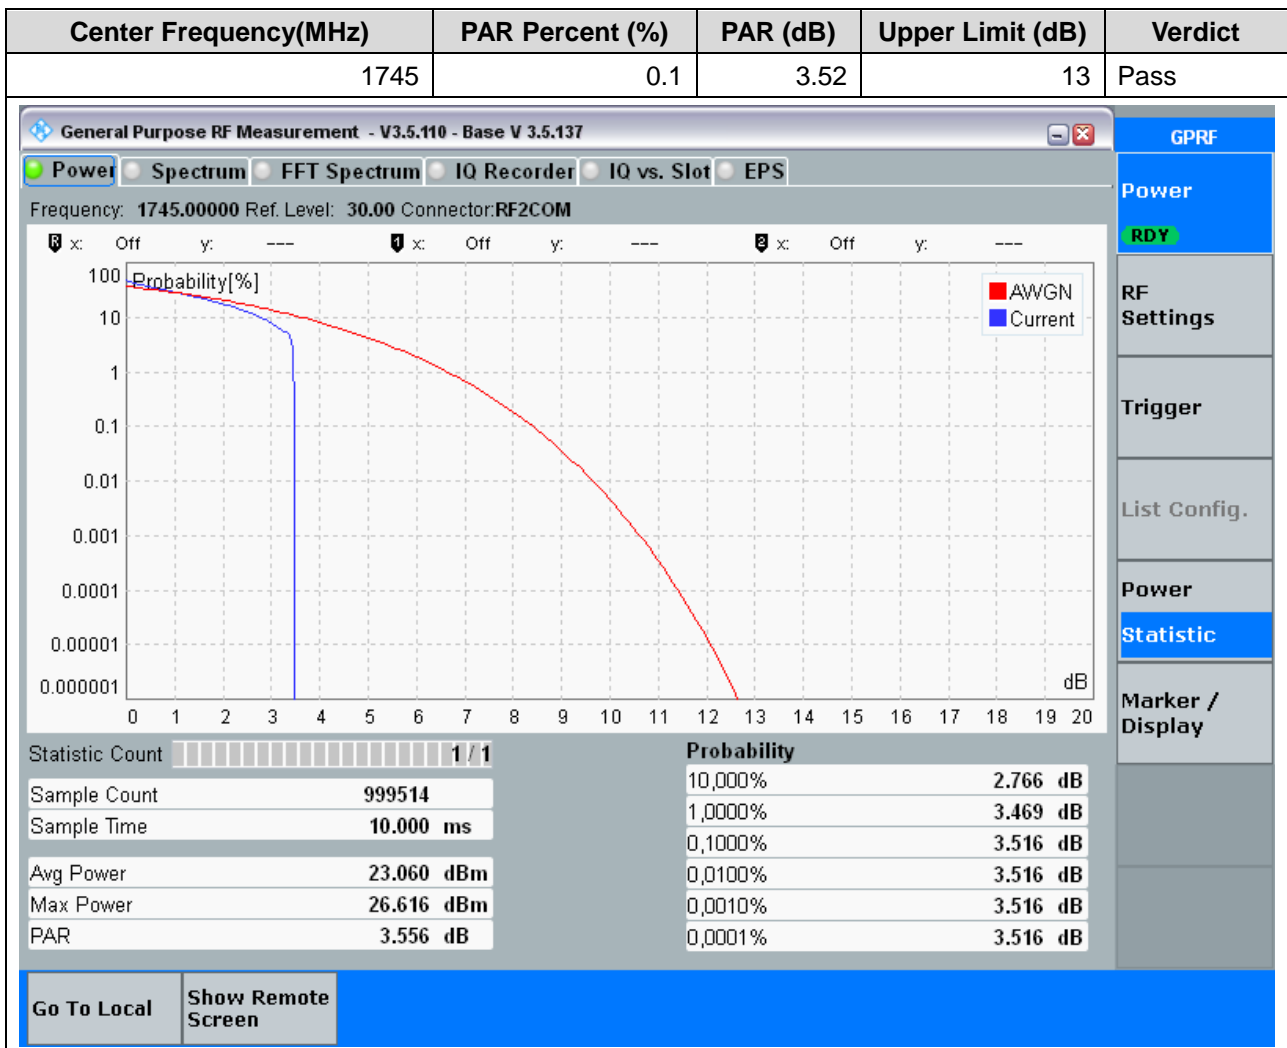 Center Frequency(MHz) PAR Percent (%) PAR (dB) Upper Limit (dB) Verdict
1745 0.1 3.52 13 Pass
General Purpose RF Measurement - V3.5.110 - Base V 3.5.137
GPRF
Power Spectrum FFT Spectrum IQ Recorder IQ vs. Slot EPS
Frequency: 1745.00000 Ref. Level: 30.00 Connector:RF2COM
R x: Off y: --- 1 x: Off y: --- 2 x: Off y: ---
Probability[%]
AWGN
Current
100
10
1
0.1
0.01
0.001
0.0001
0.00001
0.000001
dB
0 1 2 3 4 5 6 7 8 9 10 11 12 13 14 15 16 17 18 19 20
Statistic Count 1 / 1
Sample Count 999514
Sample Time 10.000 ms
Avg Power 23.060 dBm
Max Power 26.616 dBm
PAR 3.556 dB
Probability
10,000% 2.766 dB
1,0000% 3.469 dB
0,1000% 3.516 dB
0,0100% 3.516 dB
0,0010% 3.516 dB
0,0001% 3.516 dB
Power
RDY
RF
Settings
Trigger
List Config.
Power
Statistic
Marker /
Display
Go To Local
Show Remote
Screen